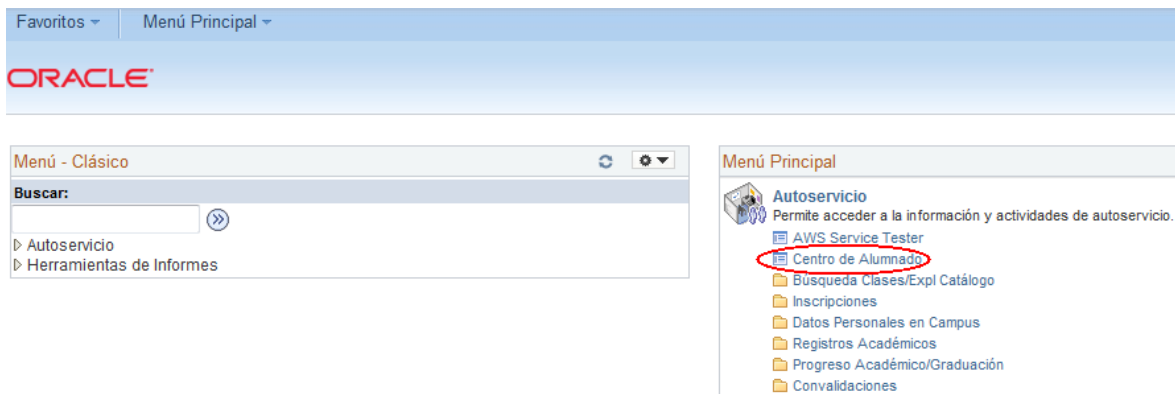 Favoritos Menú Principal
ORACLE
Menú - Clásico
Buscar:
Autoservicio
Herramientas de Informes
Menú Principal
Autoservicio
Permite acceder a la información y actividades de autoservicio.
AWS Service Tester
Centro de Alumnado
Búsqueda Clases/Expl Catálogo
Inscripciones
Datos Personales en Campus
Registros Académicos
Progreso Académico/Graduación
Convalidaciones